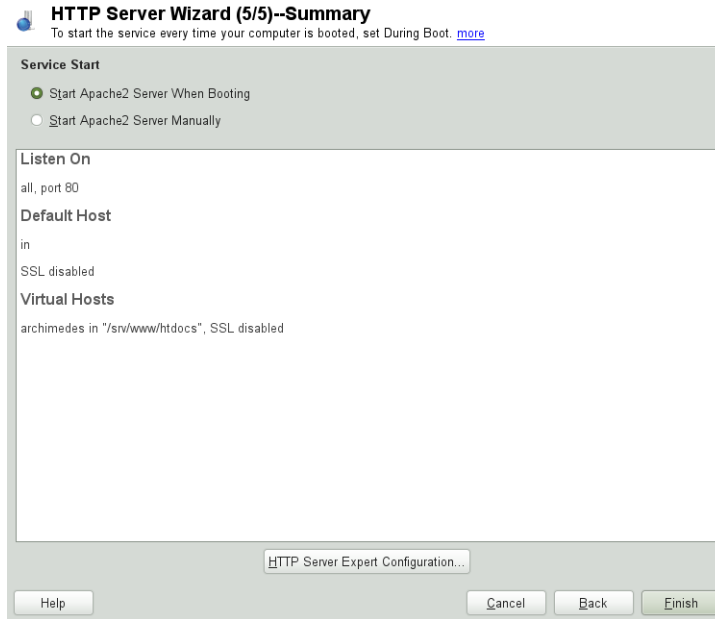 HTTP Server Wizard (5/5)--Summary
To start the service every time your computer is booted, set During Boot. more
Service Start
Start Apache2 Server When Booting
Start Apache2 Server Manually
Listen On
all, port 80
Default Host
in
SSL disabled
Virtual Hosts
archimedes in "/srv/www/htdocs", SSL disabled
HTTP Server Expert Configuration...
Help
Cancel
Back
Finish